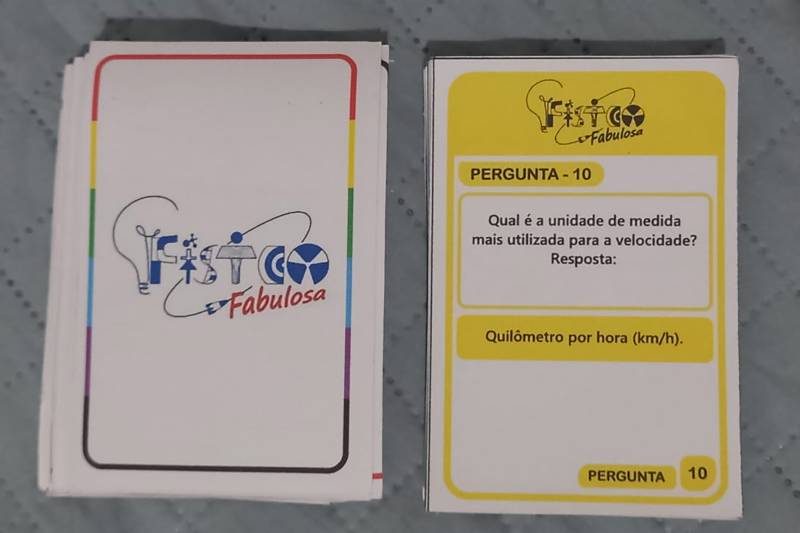 FÍSICA
Fabulosa
FÍSICA
Fabulosa
PERGUNTA - 10
Qual é a unidade de medida
mais utilizada para a velocidade?
Resposta:
Quilômetro por hora (km/h).
PERGUNTA 10